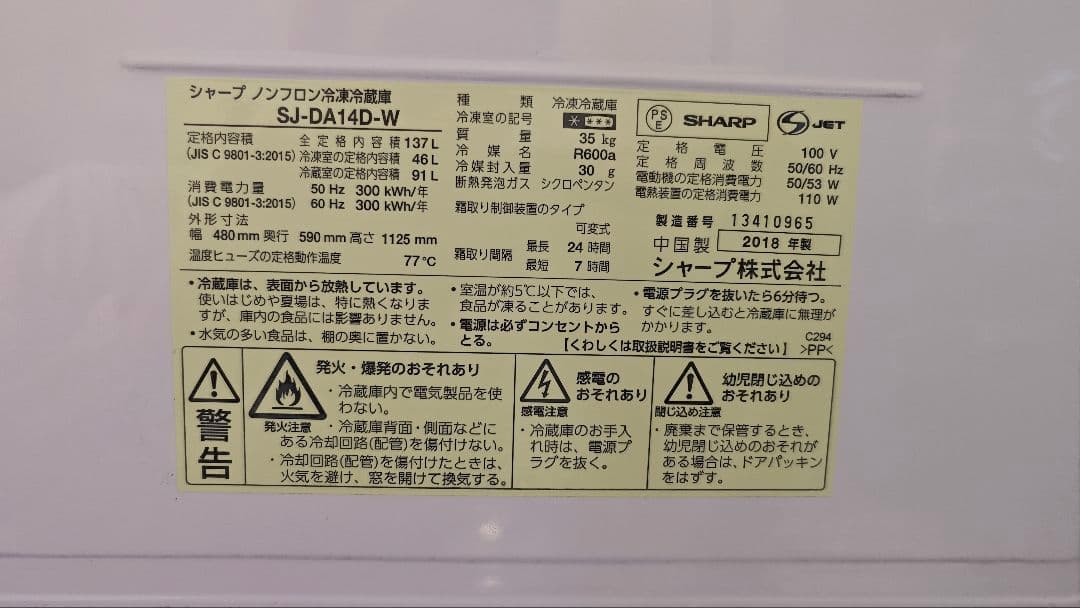 シャープ ノンフロン冷凍冷蔵庫
SJ-DA14D-W
定格内容積 全定格内容積 137 L
(JIS C 9801-3:2015) 冷凍室の定格内容積 46 L
冷蔵室の定格内容積 91 L
消費電力量 50 Hz 300 kWh/年
(JIS C 9801-3:2015) 60 Hz 300 kWh/年
外形寸法
幅 480 mm 奥行 590 mm 高さ 1125 mm
温度ヒューズの定格動作温度 77℃
種類 冷凍冷蔵庫
冷凍室の記号
質量 35 kg
冷媒名 R600a
冷媒封入量 30 g
断熱発泡ガス シクロペンタン
霜取り制御装置のタイプ
可変式
霜取り間隔 最長 24 時間
最短 7 時間
PS
E
SHARP
S JET
定格電圧 100 V
定格周波数 50/60 Hz
電動機の定格消費電力 50/53 W
電熱装置の定格消費電力 110 W
製造番号 13410965
中国製 2018 年製
シャープ株式会社
・冷蔵庫は、表面から放熱しています。
使いはじめや夏場は、特に熱くなりま
すが、庫内の食品には影響ありません。
・水気の多い食品は、棚の奥に置かない。
・室温が約5℃以下では、
食品が凍ることがあります。
・電源は必ずコンセントから
とる。
・電源プラグを抜いたら6分待つ。
すぐに差し込むと冷蔵庫に無理が
かかります。
【くわしくは取扱説明書をご覧ください】
C294
>PP<
警告
発火・爆発のおそれあり
発火注意
・冷蔵庫内で電気製品を使
わない。
・冷蔵庫背面・側面などに
ある冷却回路(配管)を傷付けない。
・冷却回路(配管)を傷付けたときは、
火気を避け、窓を開けて換気する。
感電の
おそれあり
感電注意
・冷蔵庫のお手入
れ時は、電源プ
ラグを抜く。
幼児閉じ込めの
おそれあり
閉じ込め注意
・廃棄まで保管するとき、
幼児閉じ込めのおそれが
ある場合は、ドアパッキン
をはずす。